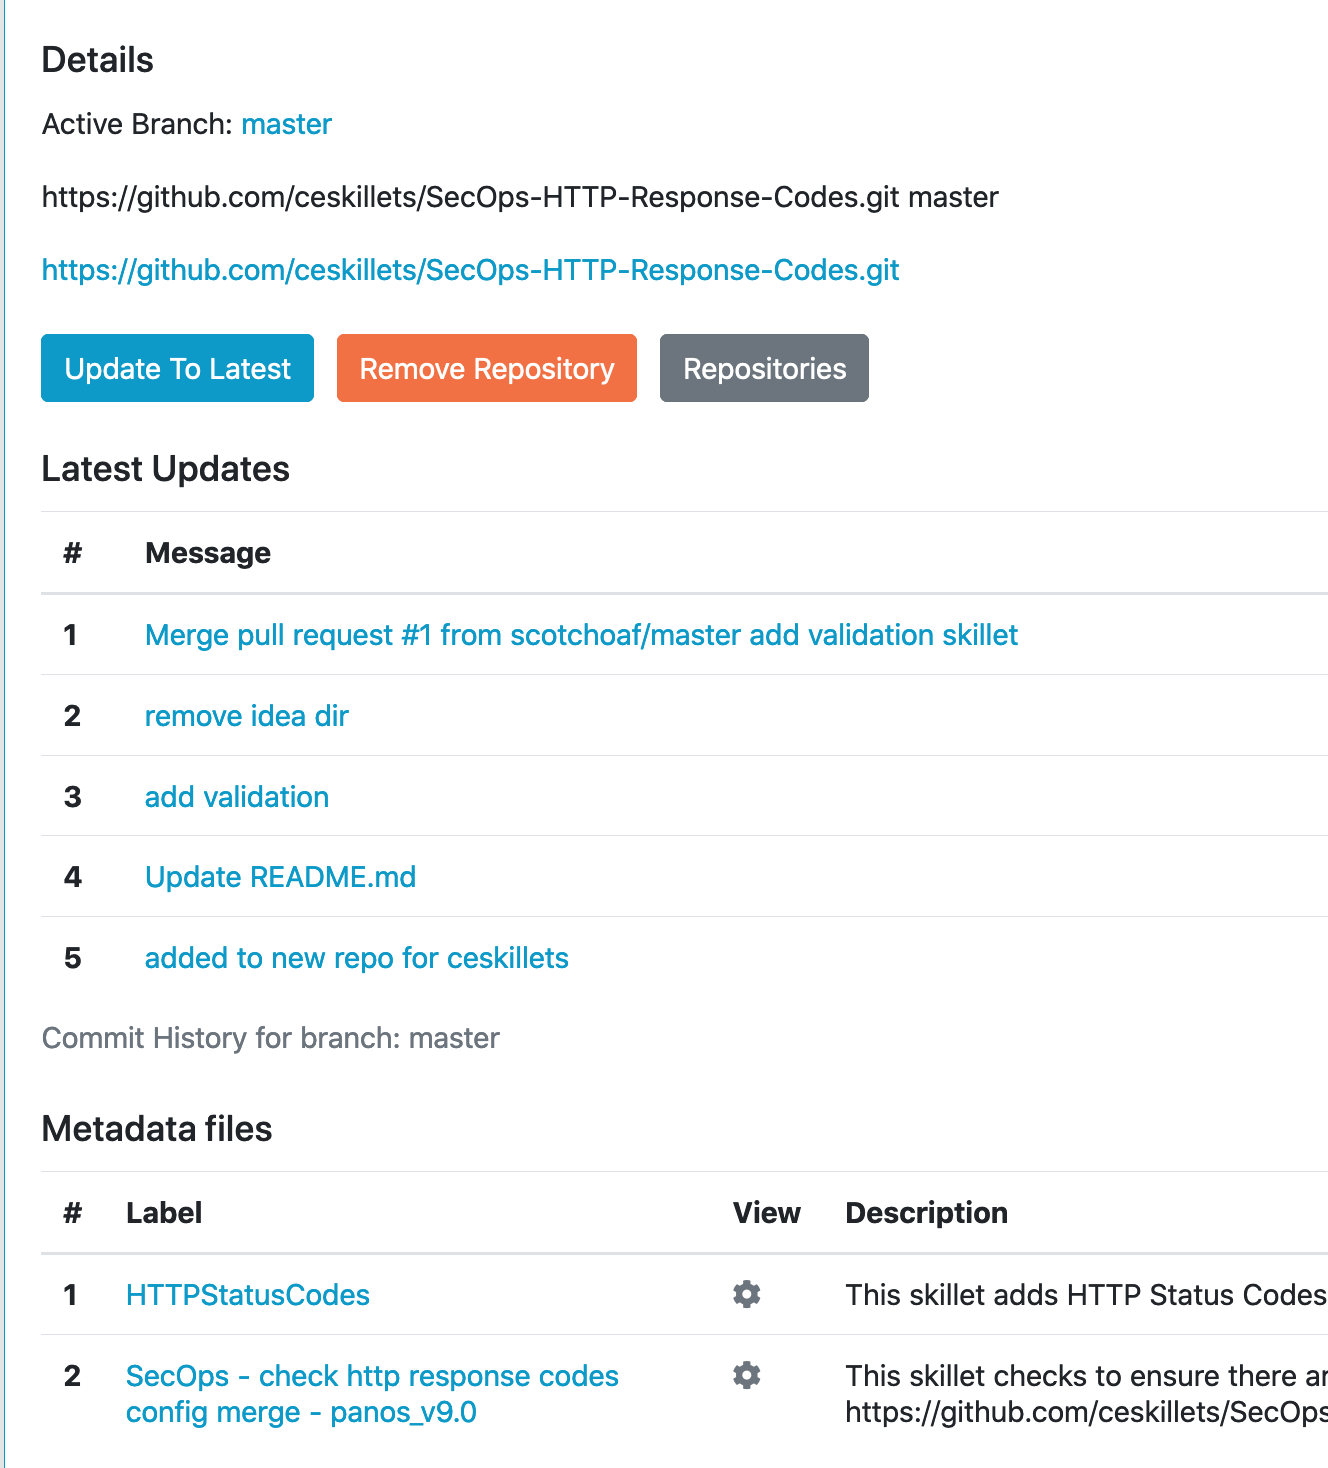 Details
Active Branch: master
https://github.com/ceskillets/SecOps-HTTP-Response-Codes.git master
https://github.com/ceskillets/SecOps-HTTP-Response-Codes.git
Update To Latest Remove Repository Repositories
Latest Updates
# Message
1 Merge pull request #1 from scotchoaf/master add validation skillet
2 remove idea dir
3 add validation
4 Update README.md
5 added to new repo for ceskillets
Commit History for branch: master
Metadata files
# Label View Description
1 HTTPStatusCodes This skillet adds HTTP Status Codes
2 SecOps - check http response codes This skillet checks to ensure there
config merge - panos_v9.0 https://github.com/ceskillets/SecOps